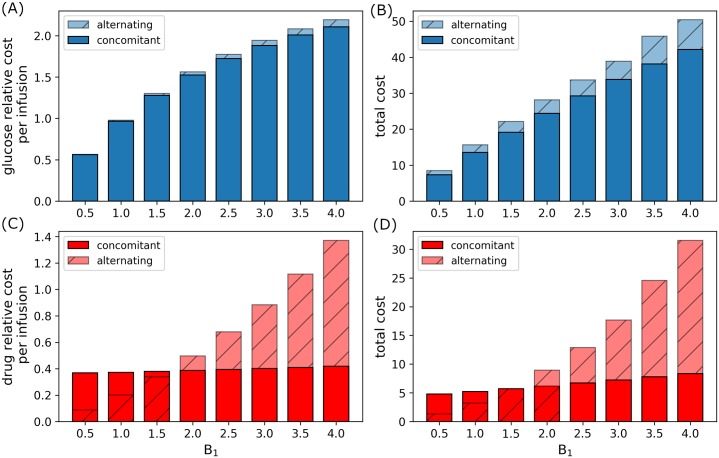 (A)
glucose relative cost
per infusion
2.0
1.5
1.0
0.5
0.0
alternating
concomitant
0.5 1.0 1.5 2.0 2.5 3.0 3.5 4.0
(B)
total cost
50
40
30
20
10
0
alternating
concomitant
0.5 1.0 1.5 2.0 2.5 3.0 3.5 4.0
(C)
drug relative cost
per infusion
1.4
1.2
1.0
0.8
0.6
0.4
0.2
0.0
concomitant
alternating
0.5 1.0 1.5 2.0 2.5 3.0 3.5 4.0
B₁
(D)
total cost
30
25
20
15
10
5
0
concomitant
alternating
0.5 1.0 1.5 2.0 2.5 3.0 3.5 4.0
B₁